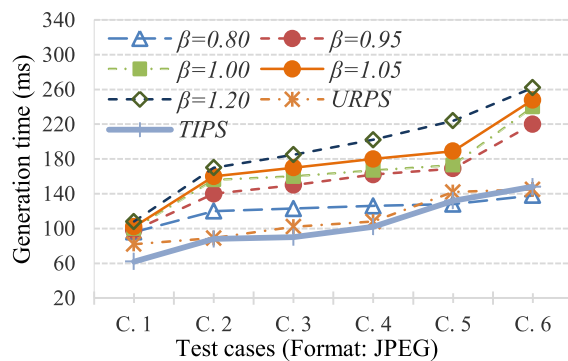 340
300
260
220
180
140
100
60
20
Generation time (ms)
β=0.80
β=0.95
β=1.00
β=1.05
β=1.20
URPS
TIPS
C. 1 C. 2 C. 3 C. 4 C. 5 C. 6
Test cases (Format: JPEG)